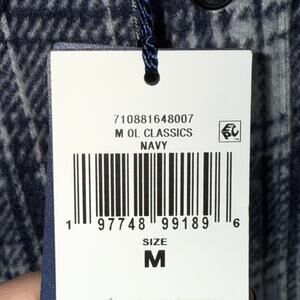 710881648007
M OL CLASSICS
NAVY
1 97748 99189 6
SIZE
M